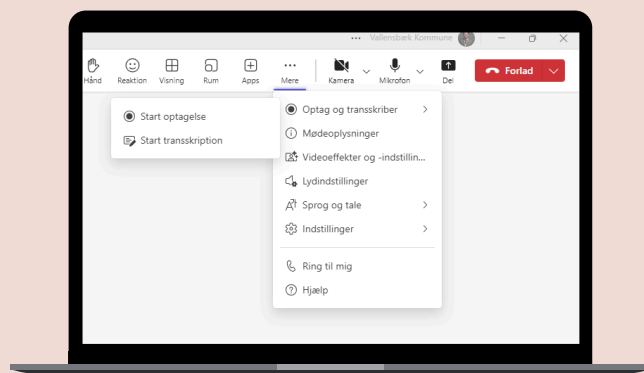 Vallensbæk Kommune
Hånd Reaktion Visning Rum Apps Mere Kamera Mikrofon Del Forlad
Start optagelse
Start transskription
Optag og transskriber
Mødeoplysninger
Videoeffekter og -indstillin...
Lydindstillinger
Sprog og tale
Indstillinger
Ring til mig
Hjælp